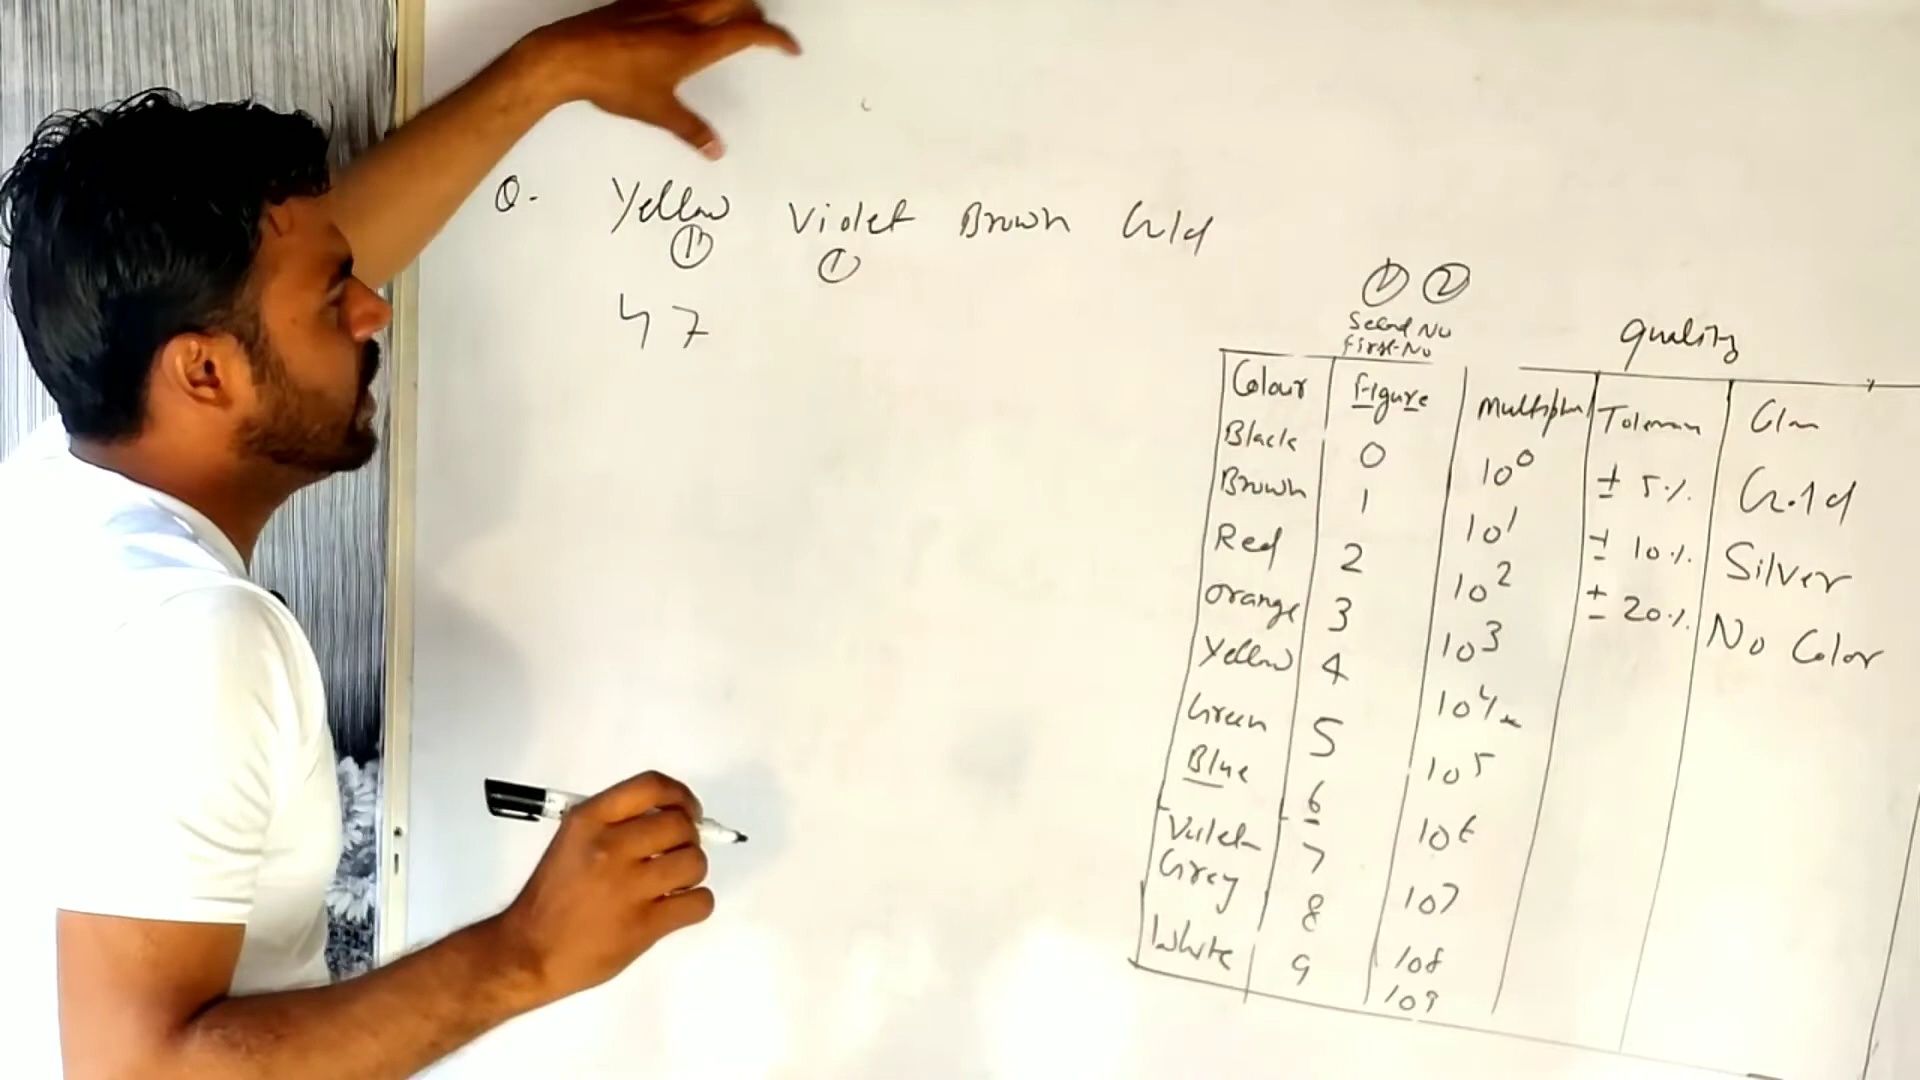 Q. Yellow Violet Brown Gold
① ①
47
① ②
Second No
First No
Quality
Colour Figure Multiplier Tolerance Colour
Black 0 10⁰ ± 5% Gold
Brown 1 10¹ ± 10% Silver
Red 2 10² ± 20% No Color
Orange 3 10³
Yellow 4 10⁴
Green 5 10⁵
Blue 6 10⁶
Violet 7 10⁷
Grey 8 10⁸
White 9 10⁹